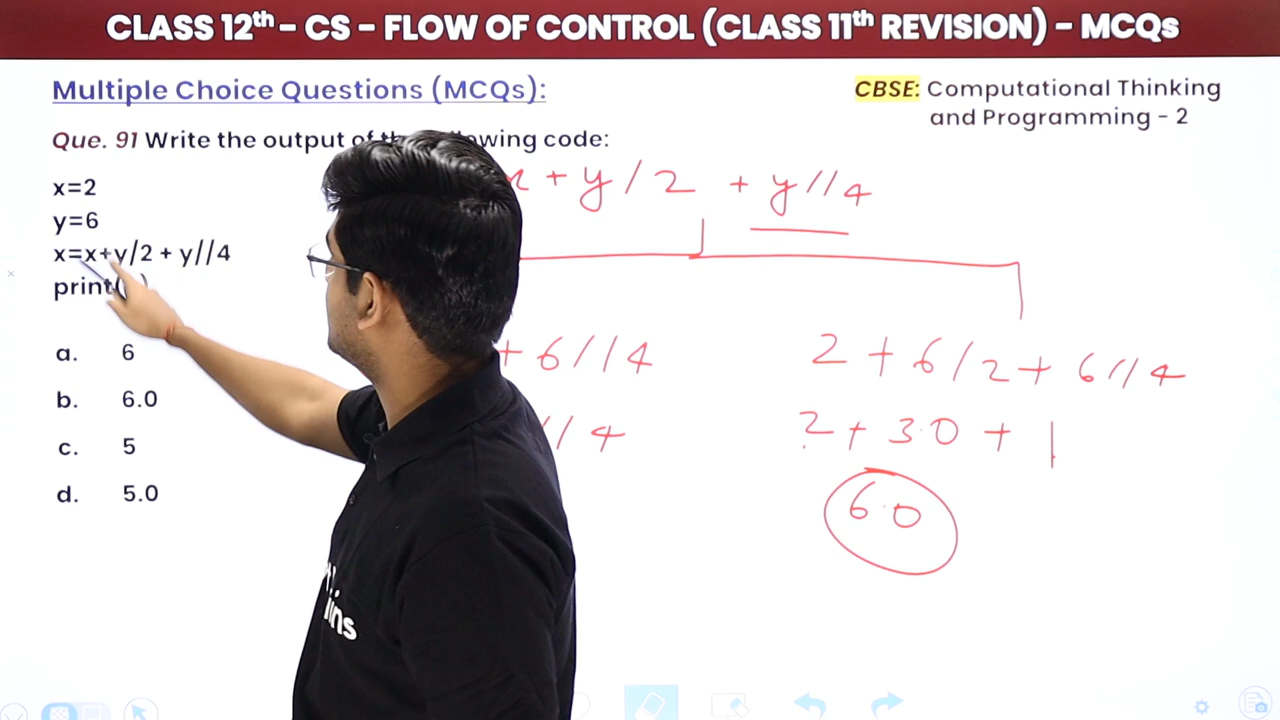 CLASS 12th - CS - FLOW OF CONTROL (CLASS 11th REVISION) - MCQs
Multiple Choice Questions (MCQs):
CBSE: Computational Thinking
and Programming - 2
Que. 91 Write the output of wing code:
x=2
y=6
x=x+y/2 + y//4
print( )
a. 6
b. 6.0
c. 5
d. 5.0
x + y/2 + y//4
+ 6//4
// 4
2 + 6/2 + 6//4
2 + 3.0 + 1
6.0